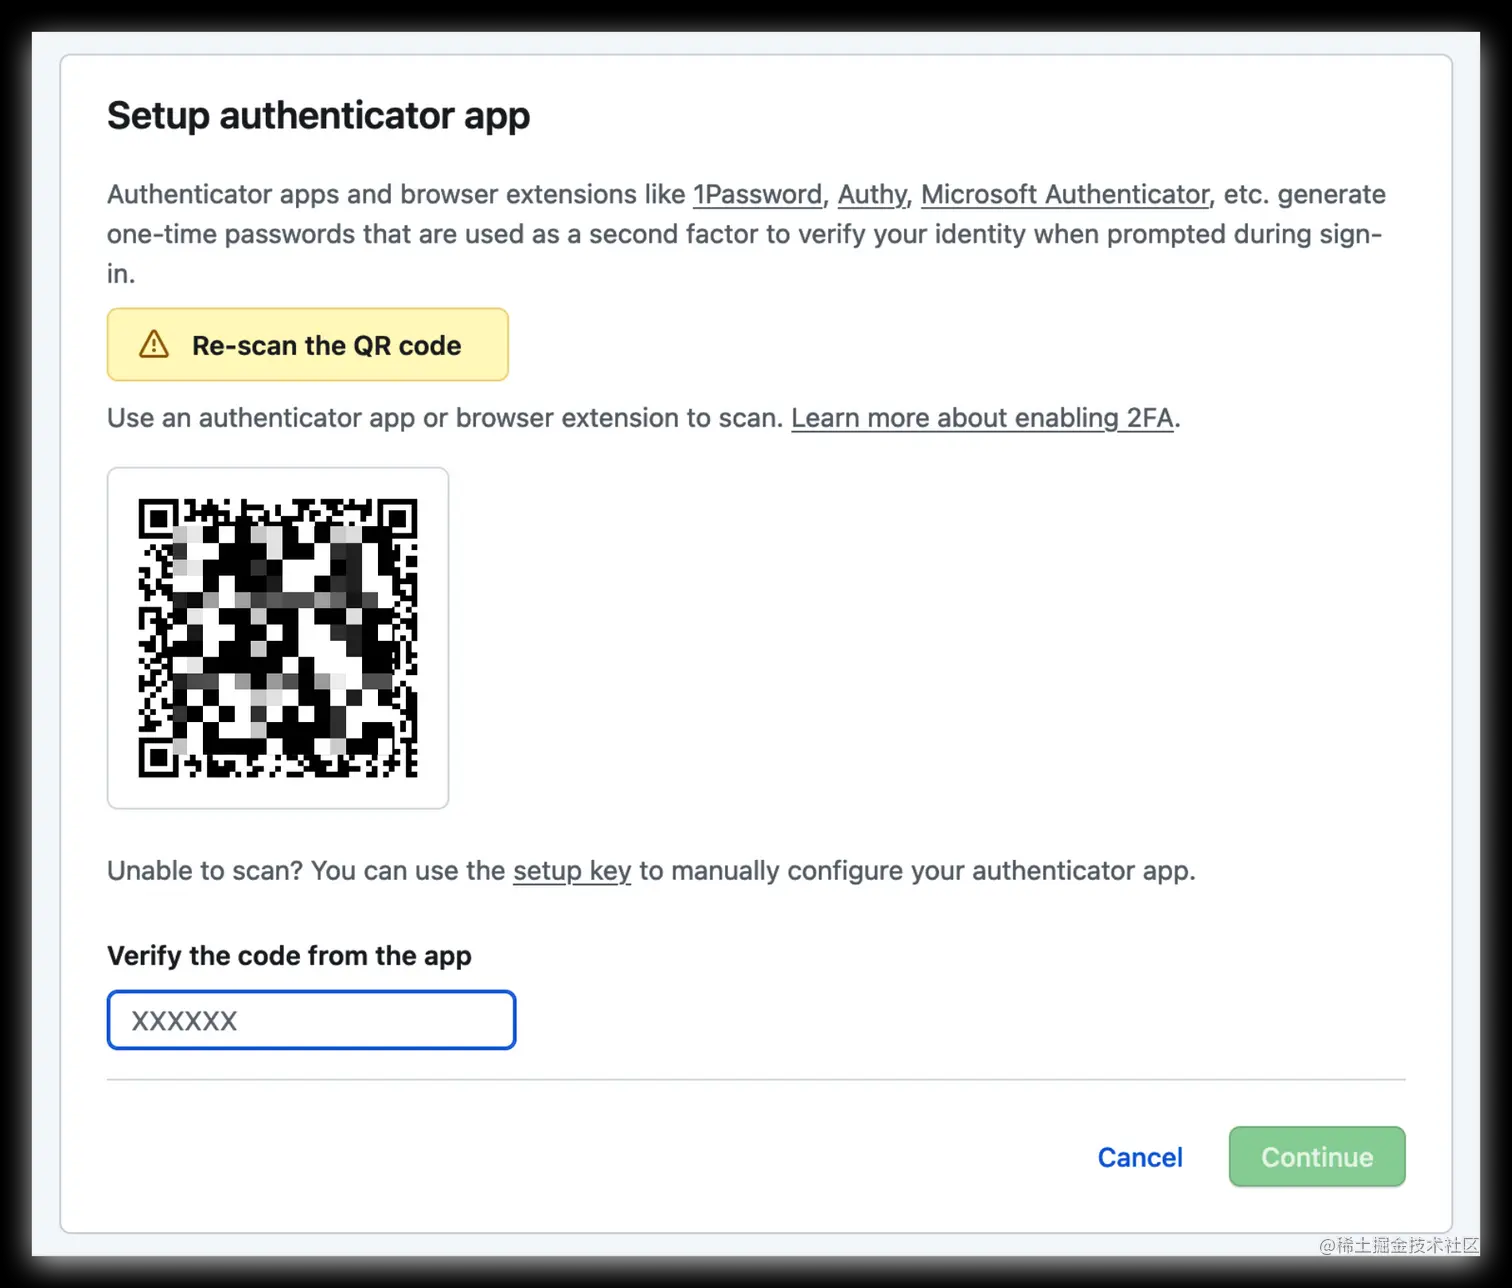 Setup authenticator app
Authenticator apps and browser extensions like 1Password, Authy, Microsoft Authenticator, etc. generate
one-time passwords that are used as a second factor to verify your identity when prompted during sign-
in.
Re-scan the QR code
Use an authenticator app or browser extension to scan. Learn more about enabling 2FA.
Unable to scan? You can use the setup key to manually configure your authenticator app.
Verify the code from the app
XXXXXX
Cancel
Continue
@稀土掘金技术社区